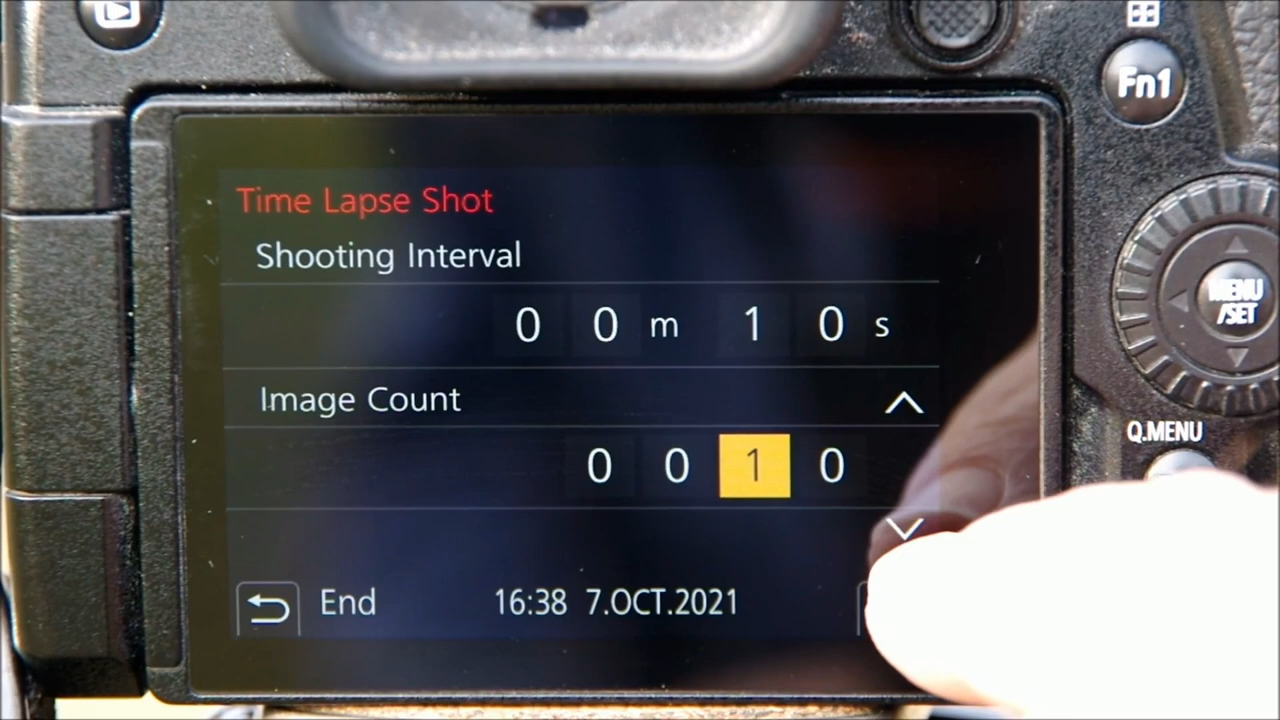 Fn1
Time Lapse Shot
Shooting Interval
0 0 m 1 0 s
MENU
/SET
Image Count
Q.MENU
0 0 1 0
End 16:38 7.OCT.2021